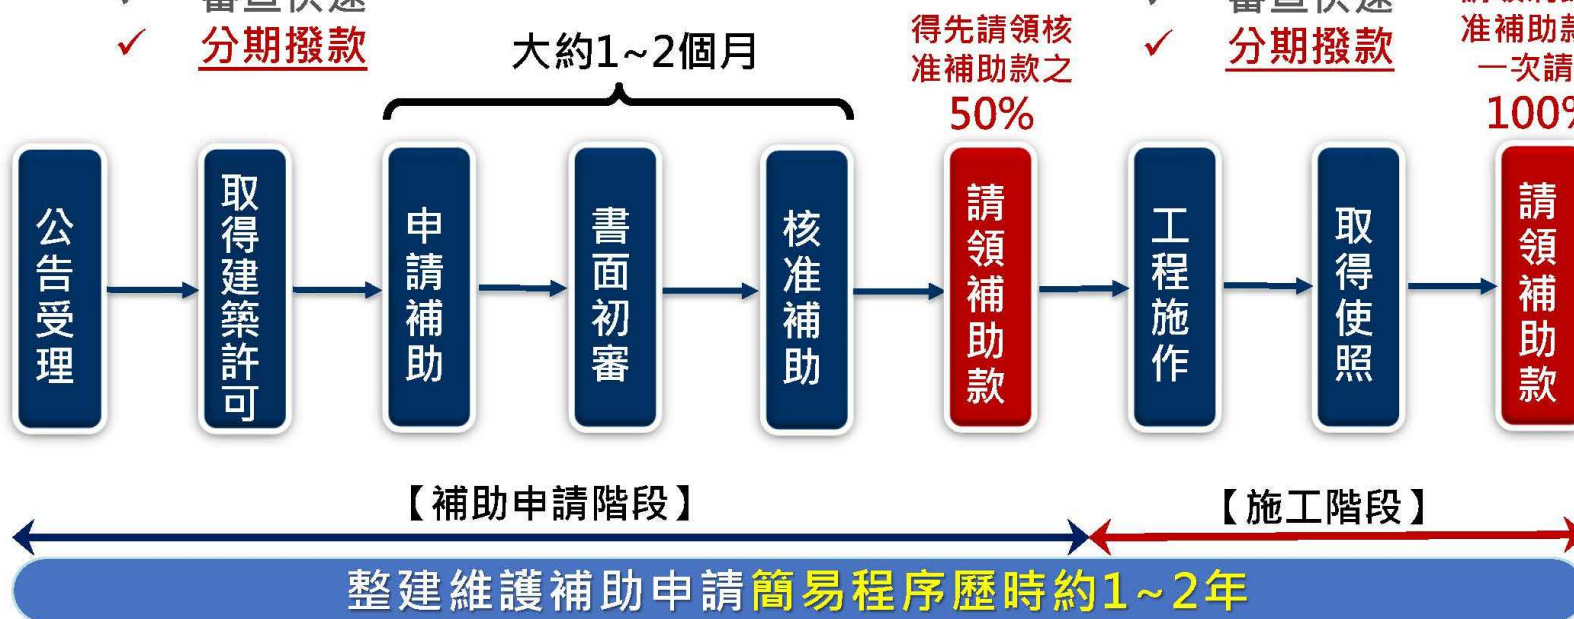 審查快速
分期撥款
大約1~2個月
得先請領核
准補助款之
50%
審查快速
分期撥款
准補助款
一次請
100%
公告受理
取得建築許可
申請補助
書面初審
核准補助
請領補助款
工程施作
取得使照
請領補助款
【補助申請階段】
【施工階段】
整建維護補助申請簡易程序歷時約1~2年